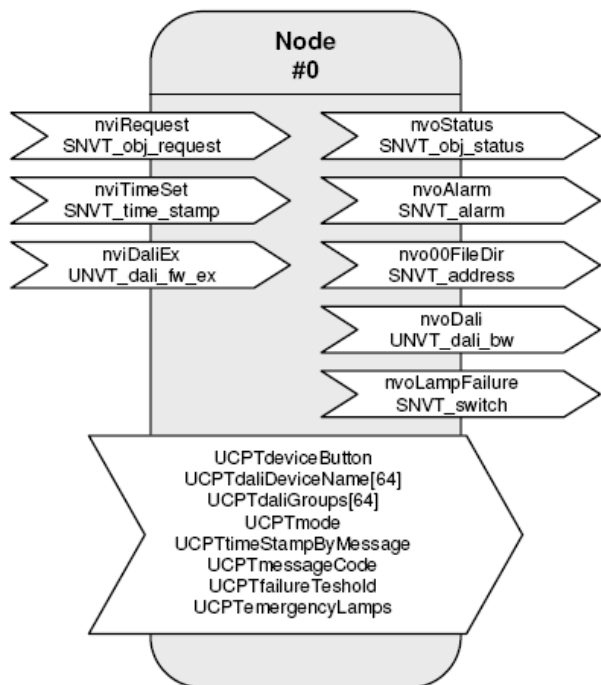 Node
#0
nviRequest
SNVT_obj_request
nviTimeSet
SNVT_time_stamp
nviDaliEx
UNVT_dali_fw_ex
nvoStatus
SNVT_obj_status
nvoAlarm
SNVT_alarm
nvo00FileDir
SNVT_address
nvoDali
UNVT_dali_bw
nvoLampFailure
SNVT_switch
UCPTdeviceButton
UCPTdaliDeviceName[64]
UCPTdaliGroups[64]
UCPTmode
UCPTtimeStampByMessage
UCPTmessageCode
UCPTfailureTeshold
UCPTemergencyLamps